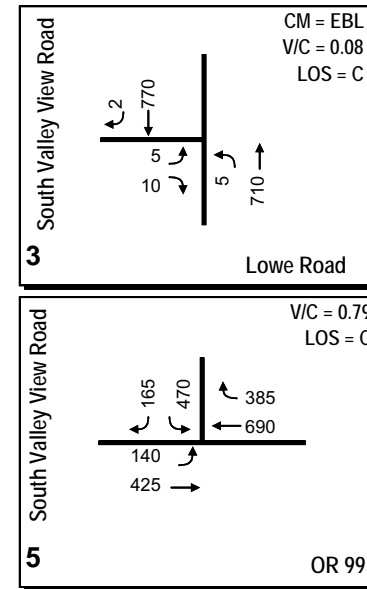 South Valley View Road
CM = EBL
V/C = 0.08
LOS = C
2
770
5
10
5
710
3
Lowe Road
South Valley View Road
V/C = 0.79
165
470
385
690
140
425
5
OR 99